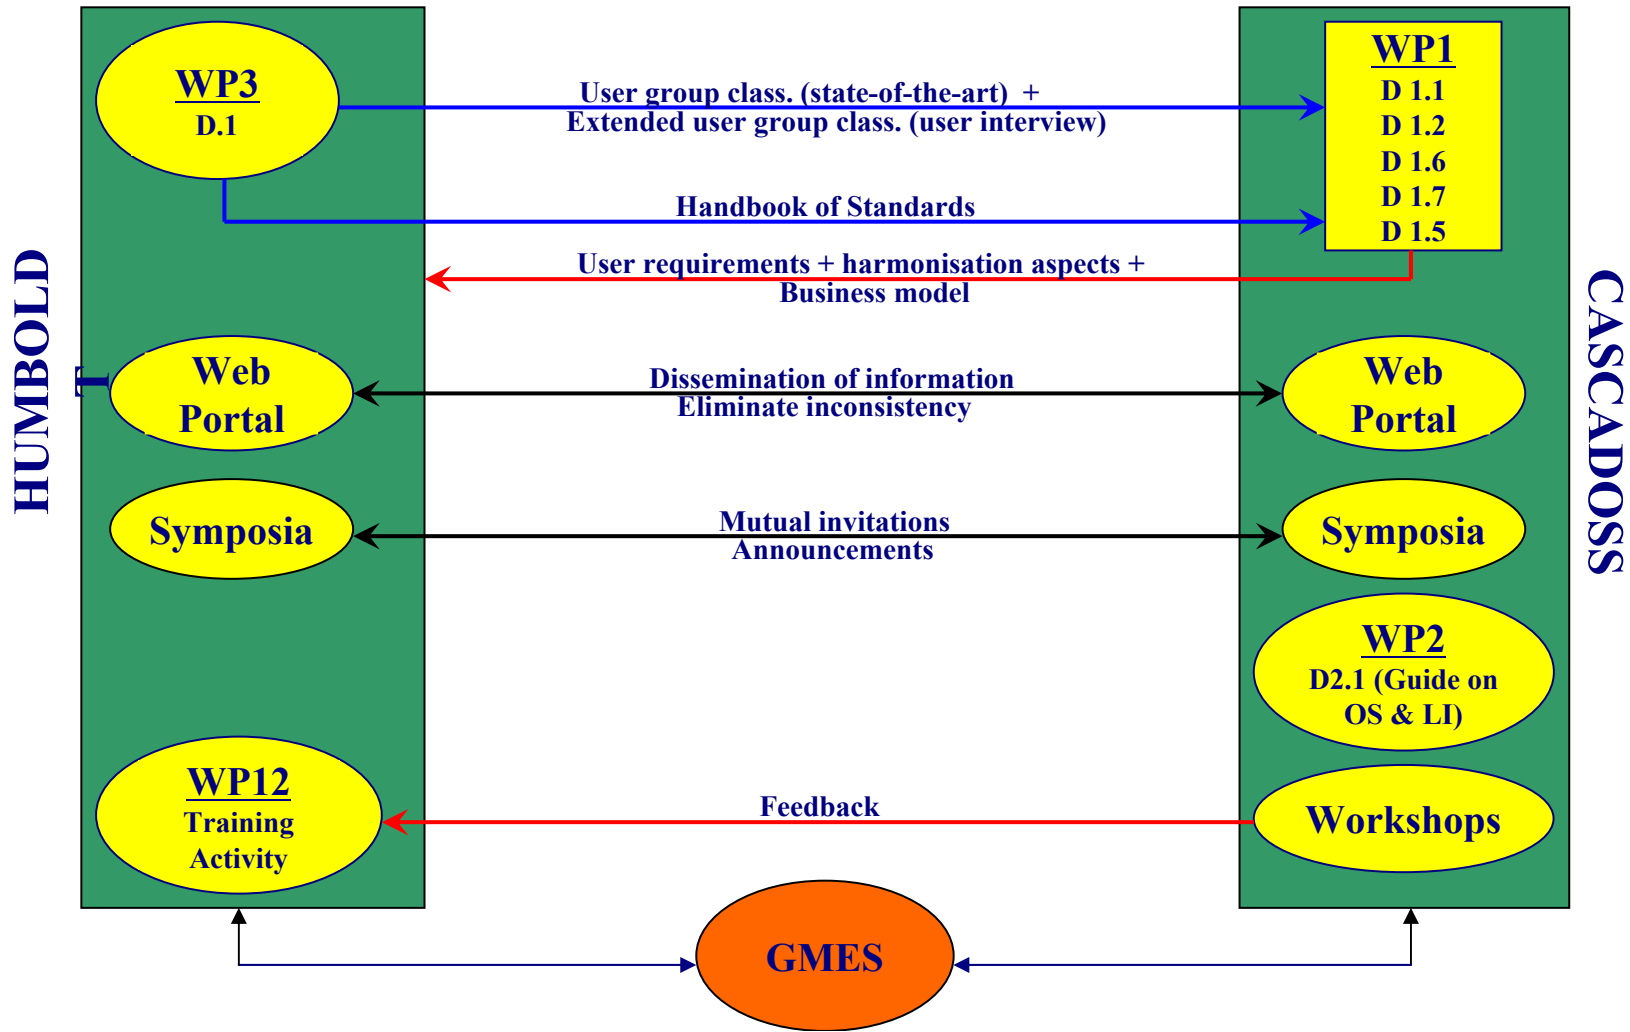 HUMBOLD
T
WP3
D.1
User group class. (state-of-the-art) +
Extended user group class. (user interview)
WP1
D 1.1
D 1.2
D 1.6
D 1.7
D 1.5
Handbook of Standards
User requirements + harmonisation aspects +
Business model
CASCADOSS
Web
Portal
Dissemination of information
Eliminate inconsistency
Web
Portal
Symposia
Mutual invitations
Announcements
Symposia
WP2
D2.1 (Guide on
OS & LI)
WP12
Training
Activity
Feedback
Workshops
GMES